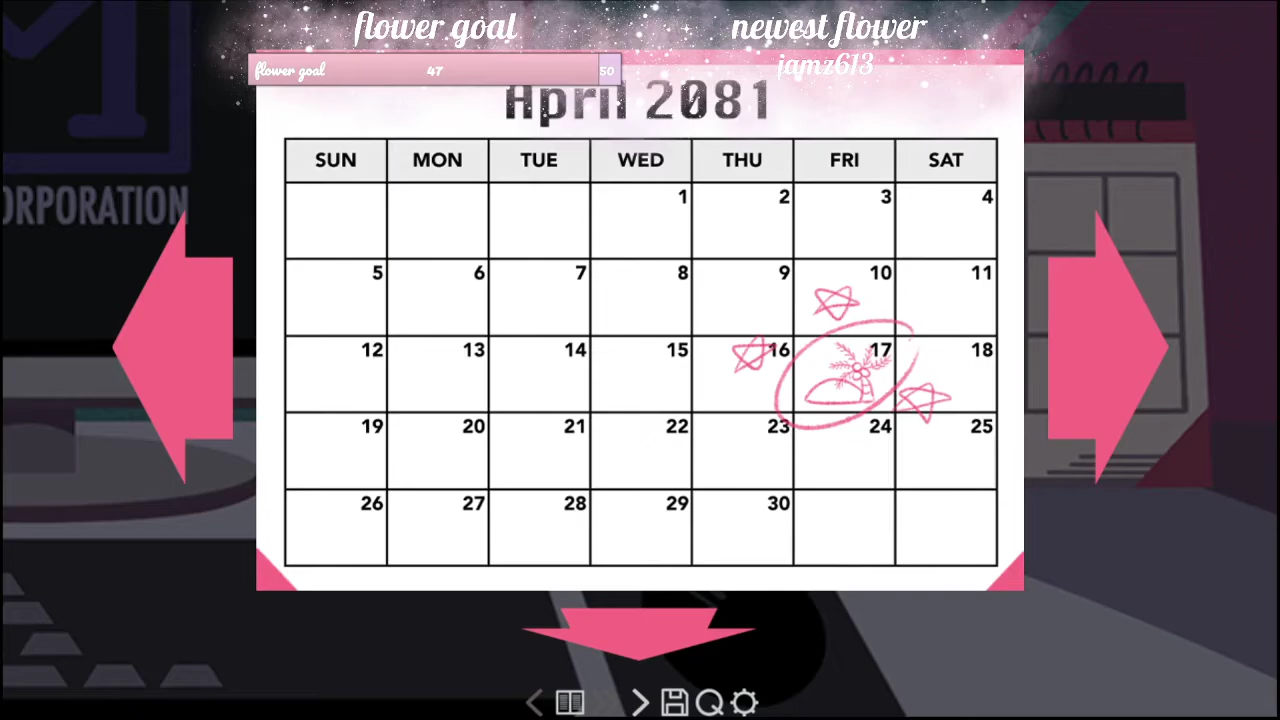 flower goal
newest flower
flower goal 47 50
jamz613
April 2081
SUN MON TUE WED THU FRI SAT
1 2 3 4
5 6 7 8 9 10 11
12 13 14 15 16 17 18
19 20 21 22 23 24 25
26 27 28 29 30
ORPORATION